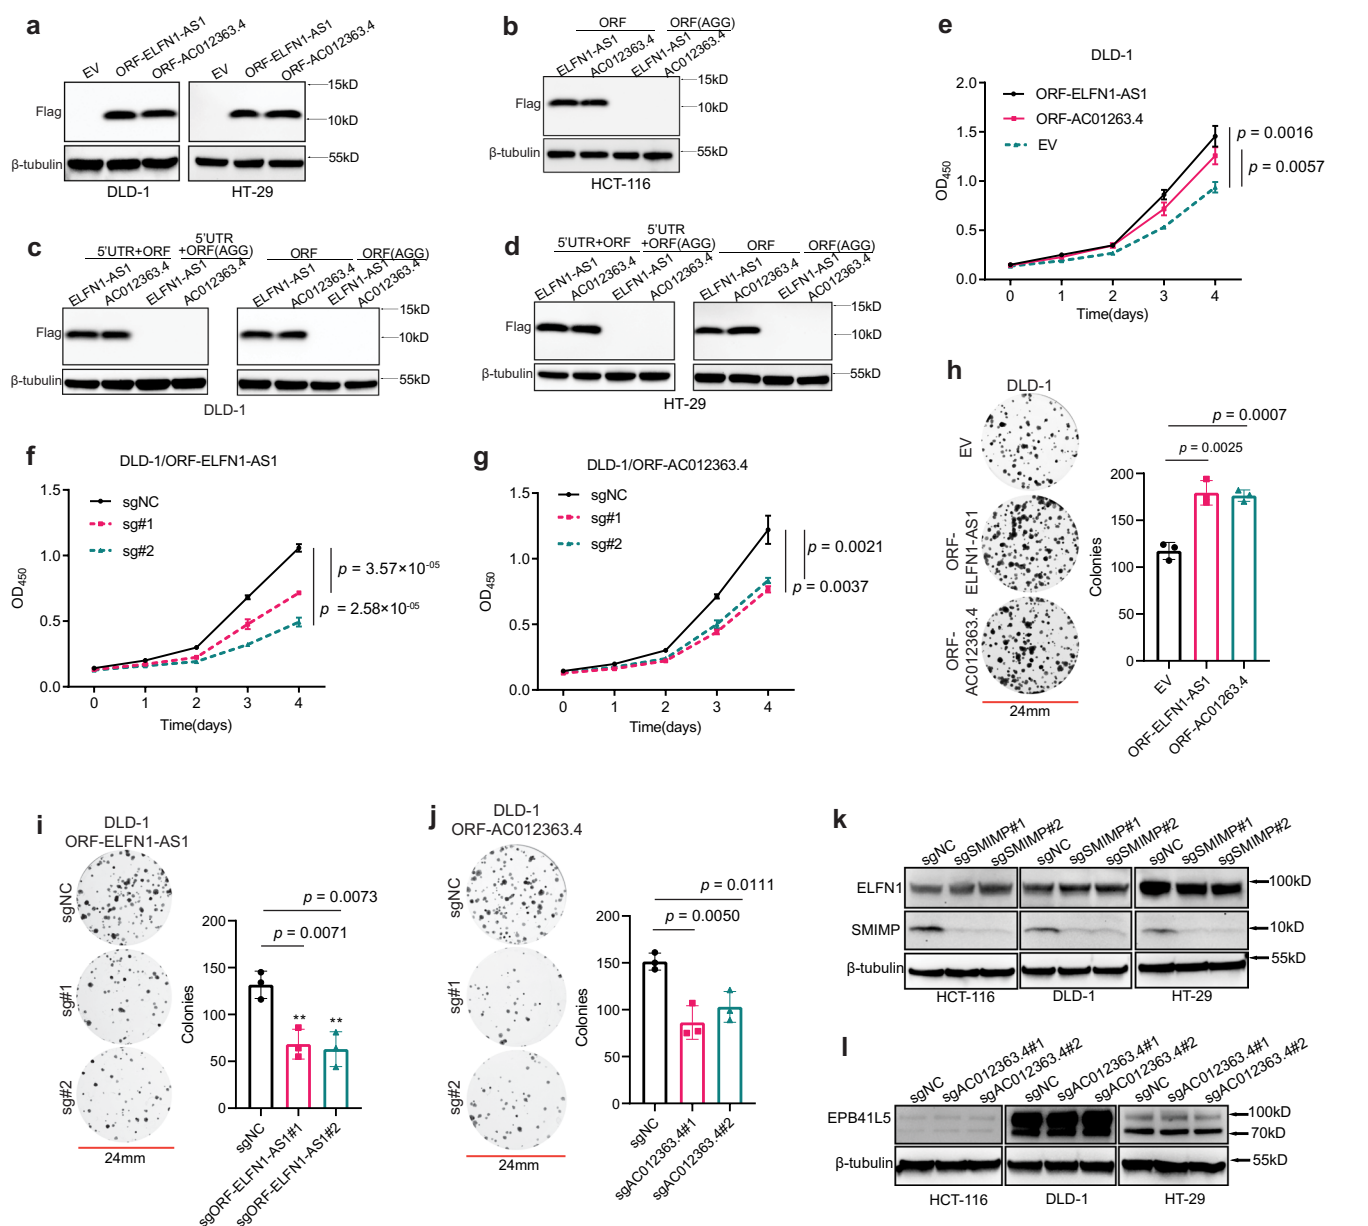 a
EV
ORF-ELFN1-AS1
ORF-AC012363.4
EV
ORF-ELFN1-AS1
ORF-AC012363.4
Flag
15kD
10kD
β-tubulin
55kD
DLD-1
HT-29
b
ORF
ORF(AGG)
ELFN1-AS1
AC012363.4
ELFN1-AS1
AC012363.4
Flag
15kD
10kD
β-tubulin
55kD
HCT-116
c
5'UTR+ORF
5'UTR
+ORF(AGG)
ORF
ORF(AGG)
ELFN1-AS1
AC012363.4
ELFN1-AS1
AC012363.4
ELFN1-AS1
AC012363.4
ELFN1-AS1
AC012363.4
Flag
15kD
10kD
β-tubulin
55kD
DLD-1
d
5'UTR+ORF
5'UTR
+ORF(AGG)
ORF
ORF(AGG)
ELFN1-AS1
AC012363.4
ELFN1-AS1
AC012363.4
ELFN1-AS1
AC012363.4
ELFN1-AS1
AC012363.4
Flag
15kD
10kD
β-tubulin
55kD
HT-29
e
DLD-1
2.0
1.5
1.0
0.5
0.0
OD450
ORF-ELFN1-AS1
ORF-AC01263.4
EV
p = 0.0016
p = 0.0057
0 1 2 3 4
Time(days)
f
DLD-1/ORF-ELFN1-AS1
1.5
1.0
0.5
0.0
OD450
sgNC
sg#1
sg#2
p = 3.57×10-05
p = 2.58×10-05
0 1 2 3 4
Time(days)
g
DLD-1/ORF-AC012363.4
1.5
1.0
0.5
0.0
OD450
sgNC
sg#1
sg#2
p = 0.0021
p = 0.0037
0 1 2 3 4
Time(days)
h
DLD-1
EV
ORF-
ELFN1-AS1
ORF-
AC012363.4
24mm
p = 0.0007
p = 0.0025
200
150
100
50
0
Colonies
EV
ORF-ELFN1-AS1
ORF-AC01263.4
i
DLD-1
ORF-ELFN1-AS1
sgNC
sg#1
sg#2
24mm
p = 0.0073
p = 0.0071
200
150
100
50
0
Colonies
**
**
sgNC
sgORF-ELFN1-AS1#1
sgORF-ELFN1-AS1#2
j
DLD-1
ORF-AC012363.4
sgNC
sg#1
sg#2
24mm
p = 0.0111
p = 0.0050
200
150
100
50
0
Colonies
sgNC
sgAC012363.4#1
sgAC012363.4#2
k
sgNC
sgSMIMP#1
sgSMIMP#2
sgNC
sgSMIMP#1
sgSMIMP#2
sgNC
sgSMIMP#1
sgSMIMP#2
ELFN1
100kD
SMIMP
10kD
β-tubulin
55kD
HCT-116
DLD-1
HT-29
l
sgNC
sgAC012363.4#1
sgAC012363.4#2
sgNC
sgAC012363.4#1
sgAC012363.4#2
sgNC
sgAC012363.4#1
sgAC012363.4#2
EPB41L5
100kD
70kD
β-tubulin
55kD
HCT-116
DLD-1
HT-29